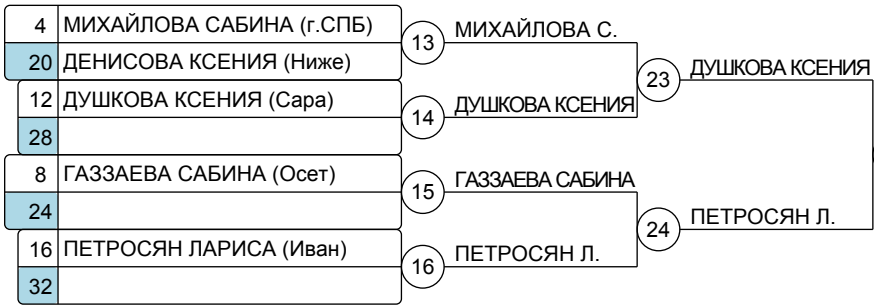 4 МИХАЙЛОВА САБИНА (г.СПБ)
13 МИХАЙЛОВА С.
20 ДЕНИСОВА КСЕНИЯ (Ниже)
23 ДУШКОВА КСЕНИЯ
12 ДУШКОВА КСЕНИЯ (Сара)
14 ДУШКОВА КСЕНИЯ
28
8 ГАЗЗАЕВА САБИНА (Осет)
15 ГАЗЗАЕВА САБИНА
24
24 ПЕТРОСЯН Л.
16 ПЕТРОСЯН ЛАРИСА (Иван)
16 ПЕТРОСЯН Л.
32